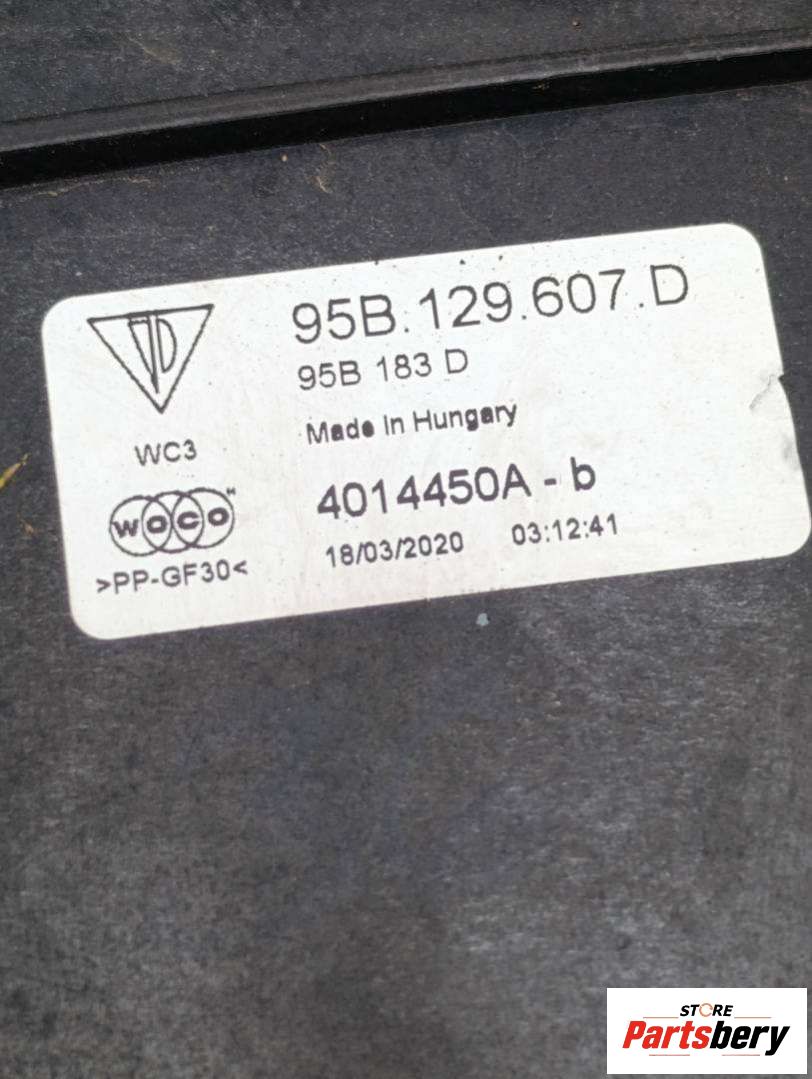 95B.129.607.D
95B 183 D
Made In Hungary
WC3
4014450A - b
woco
18/03/2020 03:12:41
>PP-GF30<
STORE
Partsbery